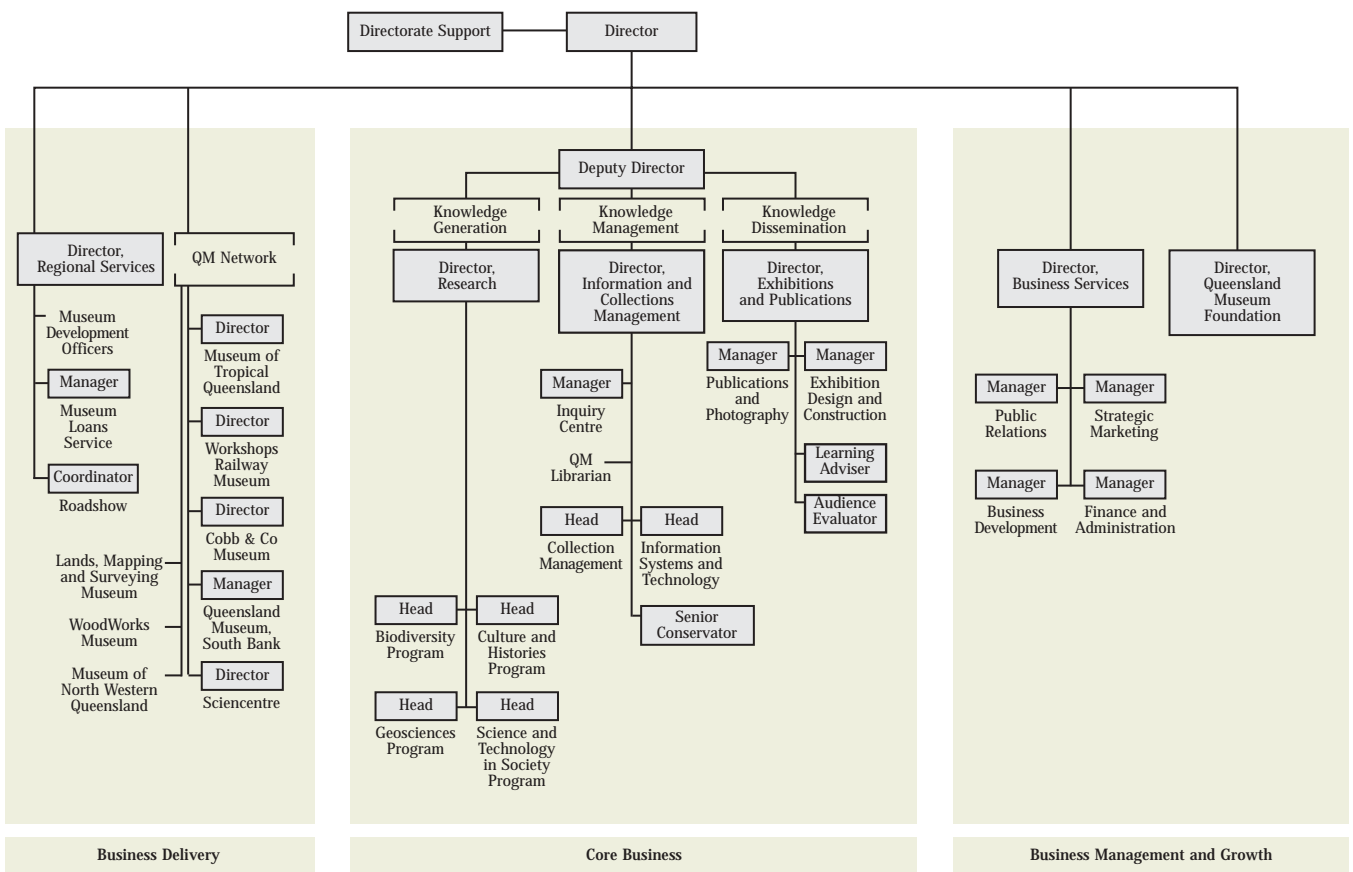 Directorate Support
Director
Deputy Director
Director,
Regional Services
Museum
Development
Officers
Manager
Museum
Loans
Service
Coordinator
Roadshow
QM Network
Director
Museum of
Tropical
Queensland
Director
Workshops
Railway
Museum
Director
Cobb & Co
Museum
Manager
Queensland
Museum,
South Bank
Director
Sciencentre
Lands, Mapping
and Surveying
Museum
WoodWorks
Museum
Museum of
North Western
Queensland
Knowledge
Generation
Director,
Research
Head
Biodiversity
Program
Head
Culture and
Histories
Program
Head
Geosciences
Program
Head
Science and
Technology
in Society
Program
Knowledge
Management
Director,
Information and
Collections
Management
Manager
Inquiry
Centre
QM
Librarian
Head
Collection
Management
Head
Information
Systems and
Technology
Senior
Conservator
Knowledge
Dissemination
Director,
Exhibitions
and Publications
Manager
Publications
and
Photography
Manager
Exhibition
Design and
Construction
Learning
Adviser
Audience
Evaluator
Director,
Business Services
Manager
Public
Relations
Manager
Strategic
Marketing
Manager
Business
Development
Manager
Finance and
Administration
Director,
Queensland
Museum
Foundation
Business Delivery
Core Business
Business Management and Growth